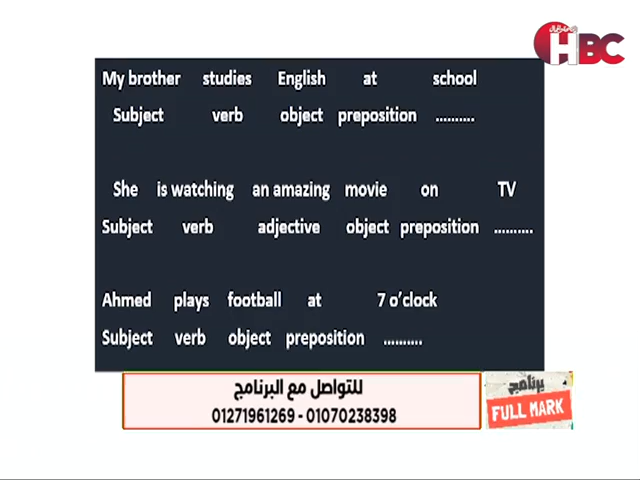 HBC
My brother studies English at school
Subject verb object preposition ..........
She is watching an amazing movie on TV
Subject verb adjective object preposition ..........
Ahmed plays football at 7 o’clock
Subject verb object preposition ..........
للتواصل مع البرنامج
01271961269 - 01070238398
برنامج
FULL MARK